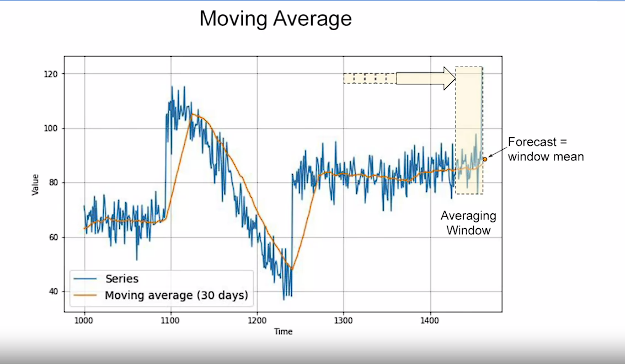 Moving Average
120
100
80
60
40
Value
Series
Moving average (30 days)
1000
1100
1200
1300
1400
Time
Forecast =
window mean
Averaging
Window